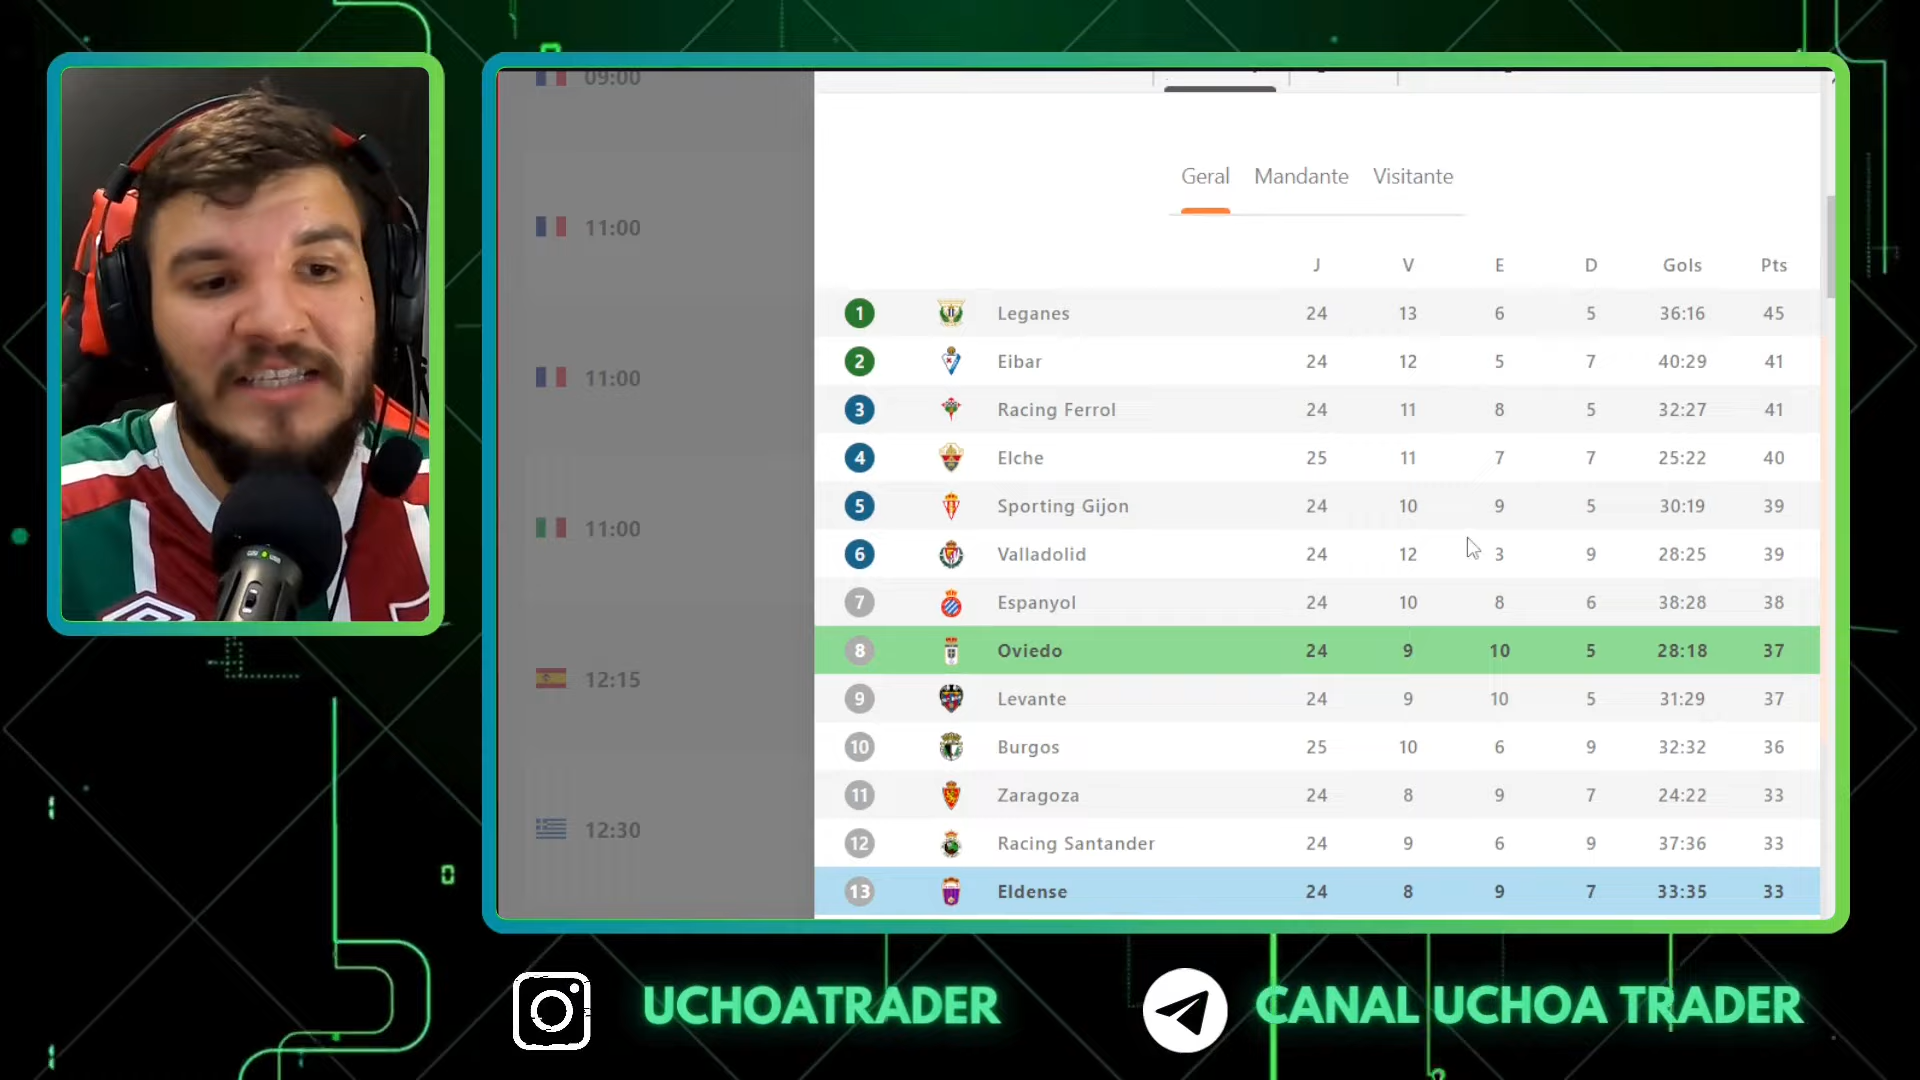 09:00
11:00
11:00
11:00
12:15
12:30
Geral Mandante Visitante
J V E D Gols Pts
1 Leganes 24 13 6 5 36:16 45
2 Eibar 24 12 5 7 40:29 41
3 Racing Ferrol 24 11 8 5 32:27 41
4 Elche 25 11 7 7 25:22 40
5 Sporting Gijon 24 10 9 5 30:19 39
6 Valladolid 24 12 3 9 28:25 39
7 Espanyol 24 10 8 6 38:28 38
8 Oviedo 24 9 10 5 28:18 37
9 Levante 24 9 10 5 31:29 37
10 Burgos 25 10 6 9 32:32 36
11 Zaragoza 24 8 9 7 24:22 33
12 Racing Santander 24 9 6 9 37:36 33
13 Eldense 24 8 9 7 33:35 33
UCHOATRADER
CANAL UCHOA TRADER